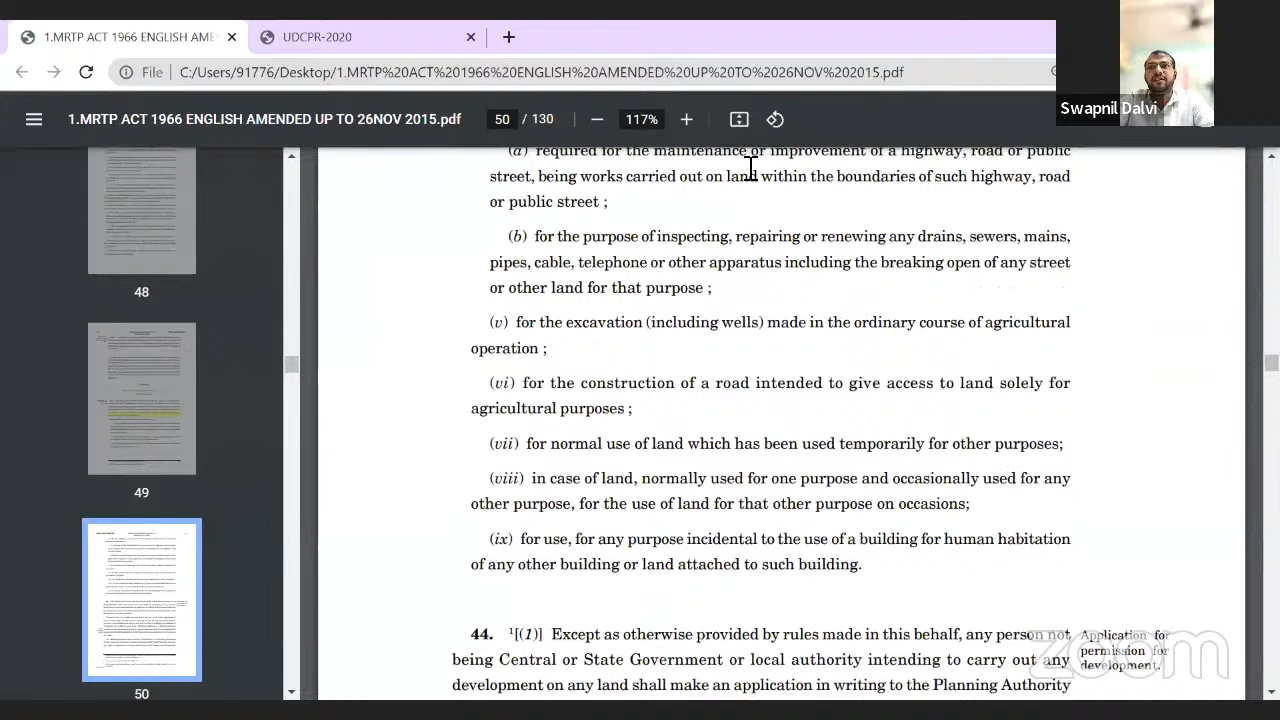 1.MRTP ACT 1966 ENGLISH AME
UDCPR-2020
File
C:/Users/91776/Desktop/1.MRTP%20ACT%201966%20ENGLISH%20AMENDED%20UP%20TO%2026NOV%202015.pdf
Swapnil Dalvi
1.MRTP ACT 1966 ENGLISH AMENDED UP TO 26NOV 2015.pdf
50 / 130
117%
(a) required for the maintenance or improvement of a highway, road or public
street, being works carried out on land within the boundaries of such highway, road
or public street ;
(b) for the purpose of inspecting, repairing or renewing any drains, sewers, mains,
pipes, cable, telephone or other apparatus including the breaking open of any street
or other land for that purpose ;
(v) for the excavation (including wells) made in the ordinary course of agricultural
operation ;
(vi) for the construction of a road intended to give access to land solely for
agricultural purposes ;
(vii) for normal use of land which has been used temporarily for other purposes;
(viii) in case of land, normally used for one purpose and occasionally used for any
other purpose, for the use of land for that other purpose on occasions;
(ix) for use, for any purpose incidental to the use of a building for human habitation
of any other building or land attached to such building.
44. [(1) Except as otherwise provided by rules made in this behalf, any person not
being Central or State Government or local authority intending to carry out any
development on any land shall make an application in writing to the Planning Authority
Application for
permission for
development.
48
49
50
zoom